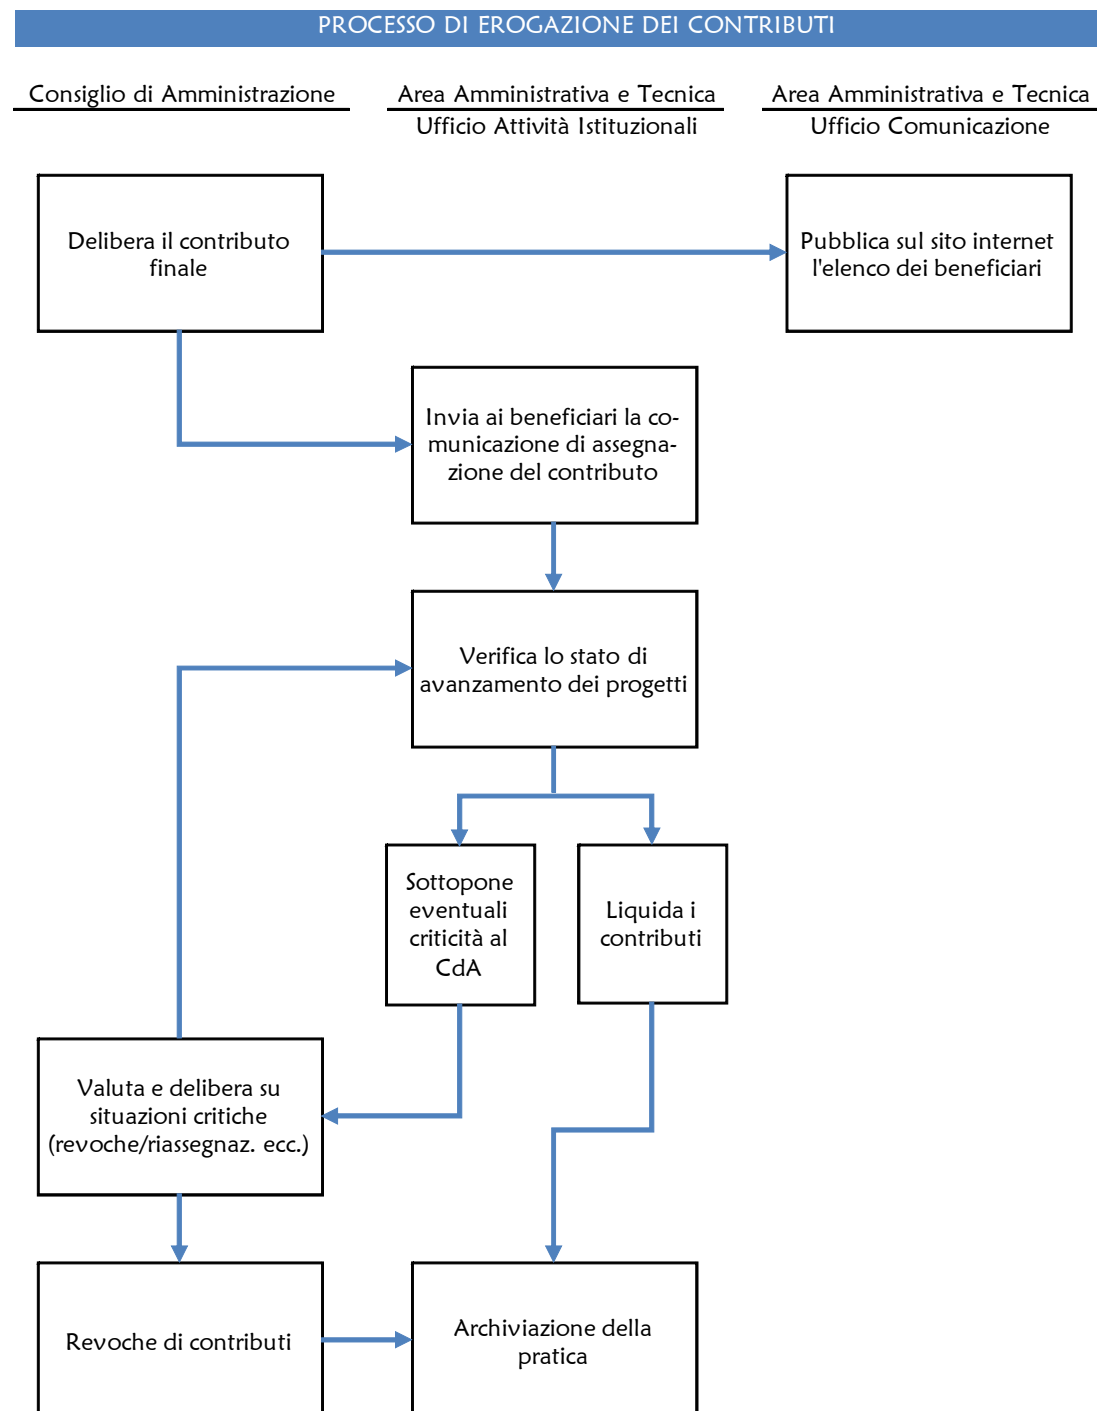 PROCESSO DI EROGAZIONE DEI CONTRIBUTI
Consiglio di Amministrazione
Area Amministrativa e Tecnica
Ufficio Attività Istituzionali
Area Amministrativa e Tecnica
Ufficio Comunicazione
Delibera il contributo
finale
Pubblica sul sito internet
l'elenco dei beneficiari
Invia ai beneficiari la co-
municazione di assegna-
zione del contributo
Verifica lo stato di
avanzamento dei progetti
Sottopone
eventuali
criticità al
CdA
Liquida i
contributi
Valuta e delibera su
situazioni critiche
(revoche/riassegnaz. ecc.)
Revoche di contributi
Archiviazione della
pratica